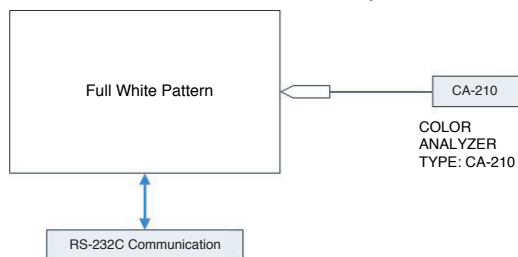 Full White Pattern
CA-210
COLOR
ANALYZER
TYPE: CA-210
RS-232C Communication